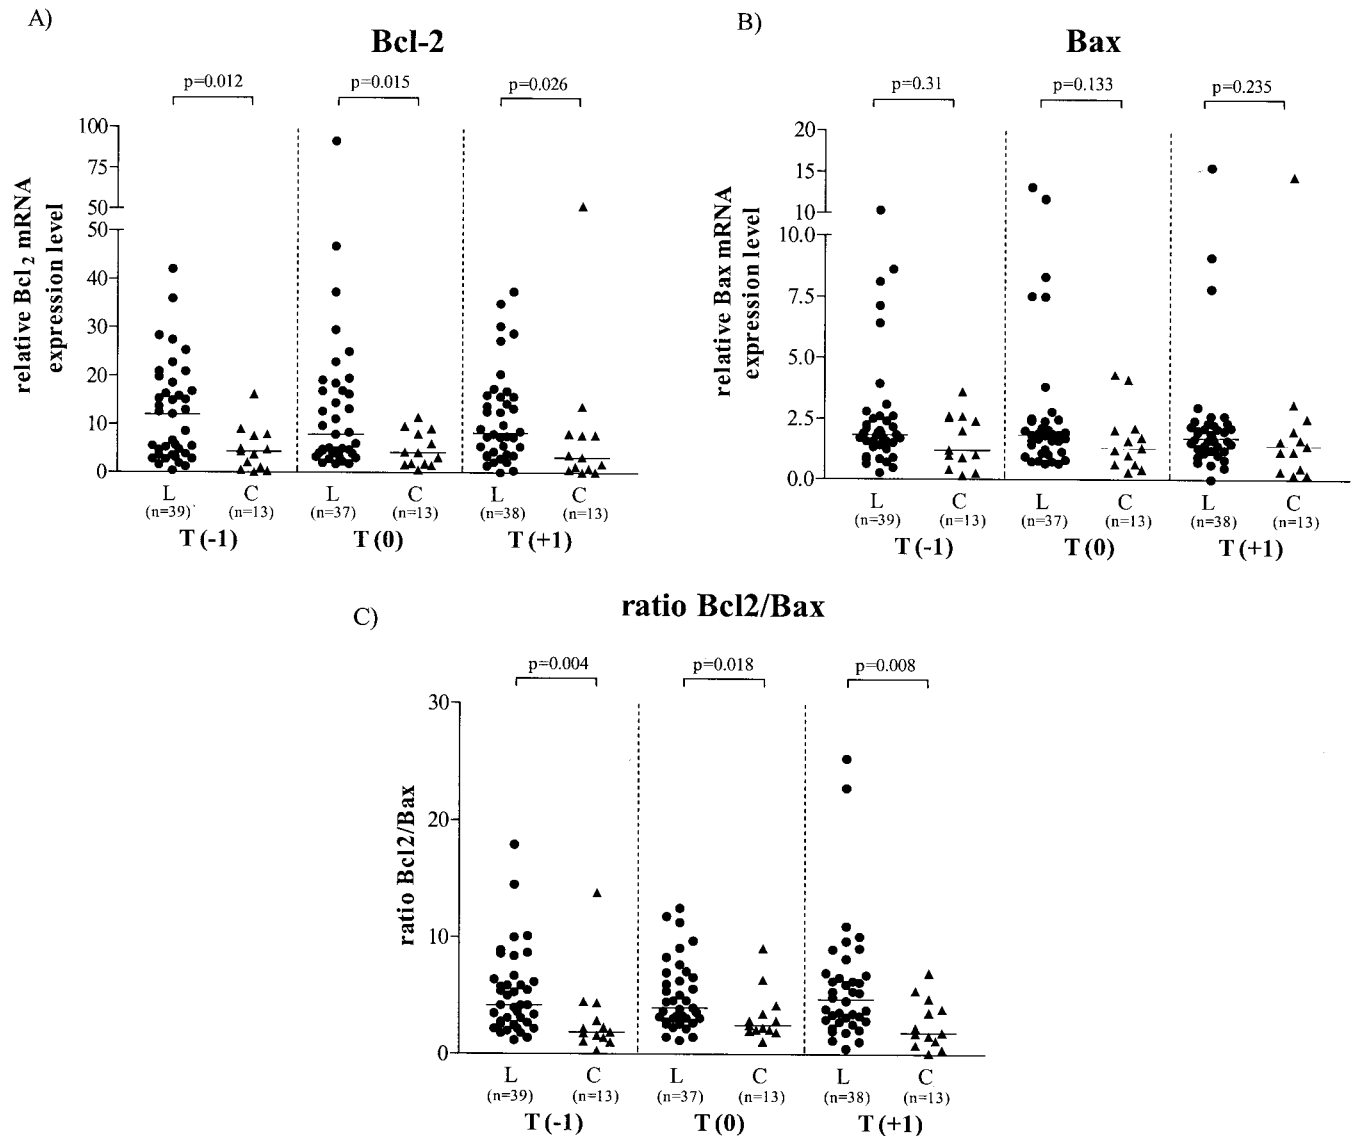 A)
Bcl-2
p=0.012 p=0.015 p=0.026
relative Bcl2 mRNA
expression level
100
75
50
50
40
30
20
10
0
L C L C L C
(n=39) (n=13) (n=37) (n=13) (n=38) (n=13)
T (-1) T (0) T (+1)
B)
Bax
p=0.31 p=0.133 p=0.235
relative Bax mRNA
expression level
20
15
10
10.0
7.5
5.0
2.5
0.0
L C L C L C
(n=39) (n=13) (n=37) (n=13) (n=38) (n=13)
T (-1) T (0) T (+1)
C)
ratio Bcl2/Bax
p=0.004 p=0.018 p=0.008
ratio Bcl2/Bax
30
20
10
0
L C L C L C
(n=39) (n=13) (n=37) (n=13) (n=38) (n=13)
T (-1) T (0) T (+1)